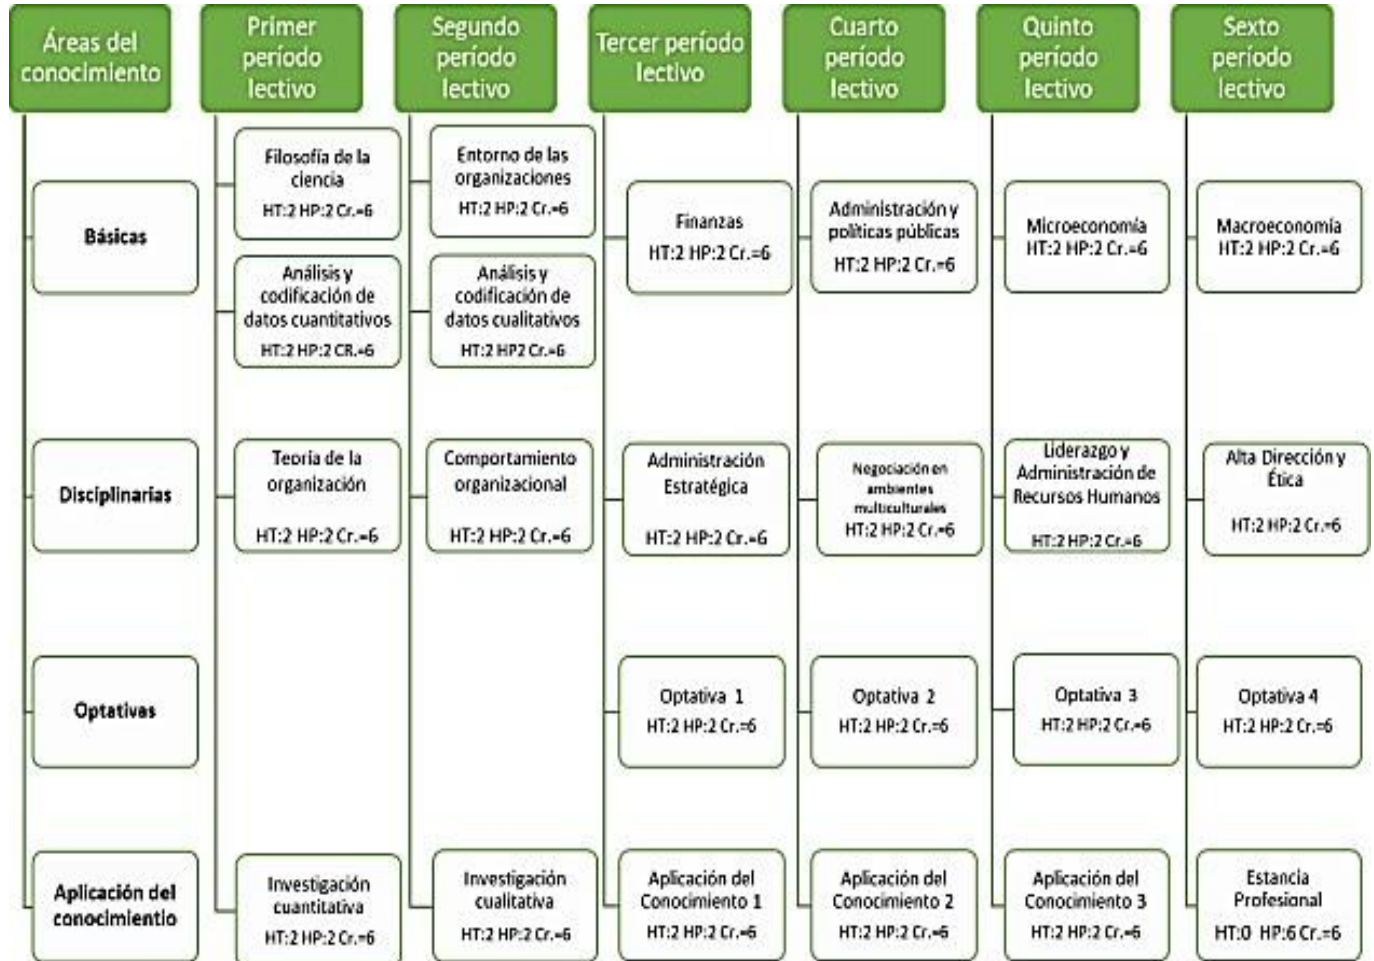 Áreas del
conocimiento
Primer
período
lectivo
Segundo
período
lectivo
Tercer período
lectivo
Cuarto
período
lectivo
Quinto
período
lectivo
Sexto
período
lectivo
Básicas
Filosofía de la
ciencia
HT:2 HP:2 Cr.=6
Entorno de las
organizaciones
HT:2 HP:2 Cr.=6
Finanzas
HT:2 HP:2 Cr.=6
Administración y
políticas públicas
HT:2 HP:2 Cr.=6
Microeconomía
HT:2 HP:2 Cr.=6
Macroeconomía
HT:2 HP:2 Cr.=6
Análisis y
codificación de
datos cuantitativos
HT:2 HP:2 CR.=6
Análisis y
codificación de
datos cualitativos
HT:2 HP2 Cr.=6
Disciplinarias
Teoría de la
organización
HT:2 HP:2 Cr.=6
Comportamiento
organizacional
HT:2 HP:2 Cr.=6
Administración
Estratégica
HT:2 HP:2 Cr.=6
Negociación en
ambientes
multiculturales
HT:2 HP:2 Cr.=6
Liderazgo y
Administración de
Recursos Humanos
HT:2 HP:2 Cr.=6
Alta Dirección y
Ética
HT:2 HP:2 Cr.=6
Optativas
Optativa 1
HT:2 HP:2 Cr.=6
Optativa 2
HT:2 HP:2 Cr.=6
Optativa 3
HT:2 HP:2 Cr.=6
Optativa 4
HT:2 HP:2 Cr.=6
Aplicación del
conocimientio
Investigación
cuantitativa
HT:2 HP:2 Cr.=6
Investigación
cualitativa
HT:2 HP:2 Cr.=6
Aplicación del
Conocimiento 1
HT:2 HP:2 Cr.=6
Aplicación del
Conocimiento 2
HT:2 HP:2 Cr.=6
Aplicación del
Conocimiento 3
HT:2 HP:2 Cr.=6
Estancia
Profesional
HT:0 HP:6 Cr.=6